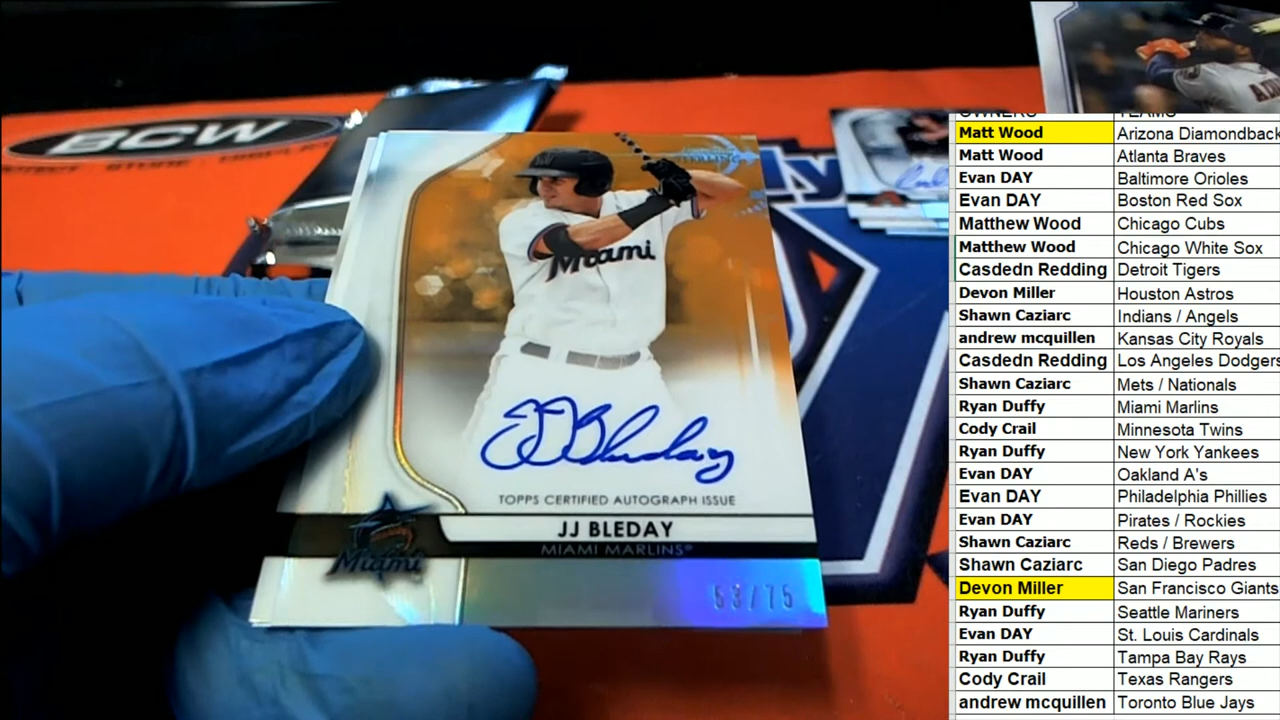 BCW
Miami
JJ Bleday
TOPPS CERTIFIED AUTOGRAPH ISSUE
JJ BLEDAY
MIAMI MARLINS®
Miami
53/75
OWNERS TEAMS
Matt Wood Arizona Diamondback
Matt Wood Atlanta Braves
Evan DAY Baltimore Orioles
Evan DAY Boston Red Sox
Matthew Wood Chicago Cubs
Matthew Wood Chicago White Sox
Casdedn Redding Detroit Tigers
Devon Miller Houston Astros
Shawn Caziarc Indians / Angels
andrew mcquillen Kansas City Royals
Casdedn Redding Los Angeles Dodgers
Shawn Caziarc Mets / Nationals
Ryan Duffy Miami Marlins
Cody Crail Minnesota Twins
Ryan Duffy New York Yankees
Evan DAY Oakland A's
Evan DAY Philadelphia Phillies
Evan DAY Pirates / Rockies
Shawn Caziarc Reds / Brewers
Shawn Caziarc San Diego Padres
Devon Miller San Francisco Giants
Ryan Duffy Seattle Mariners
Evan DAY St. Louis Cardinals
Ryan Duffy Tampa Bay Rays
Cody Crail Texas Rangers
andrew mcquillen Toronto Blue Jays